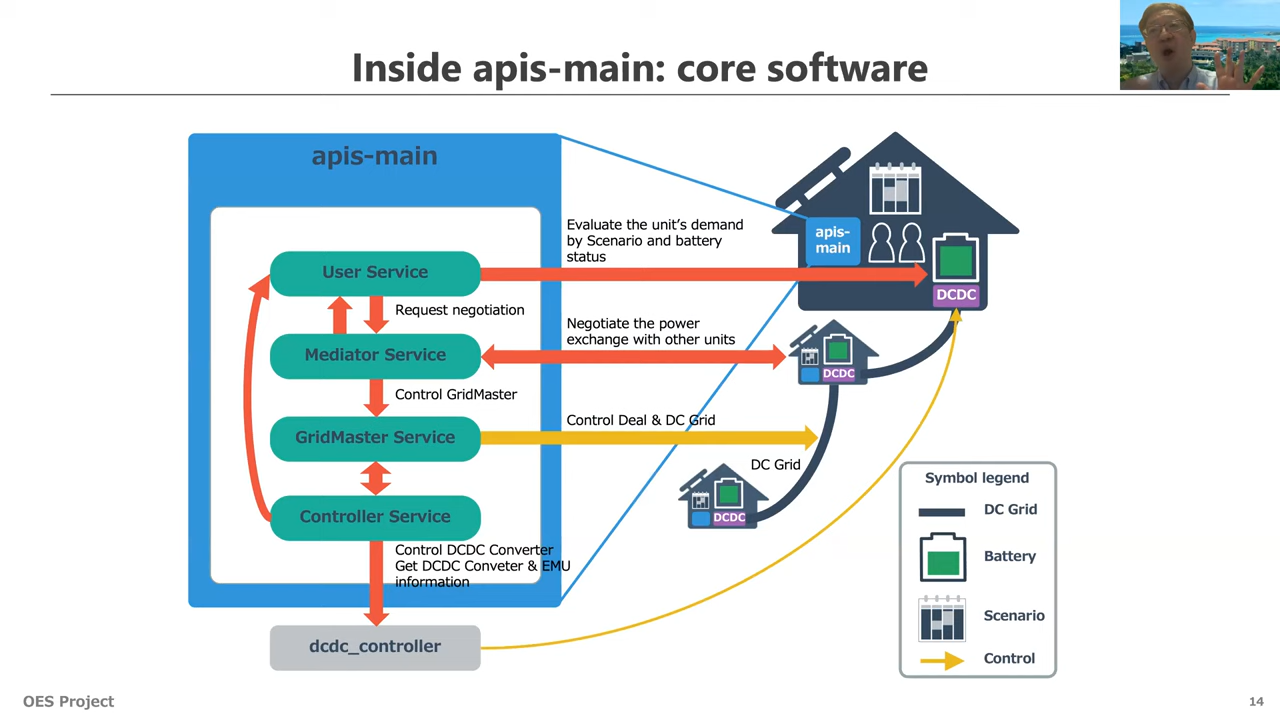 Inside apis-main: core software
apis-main
User Service
Request negotiation
Mediator Service
Control GridMaster
GridMaster Service
Controller Service
Control DCDC Converter
Get DCDC Conveter & EMU
information
dcdc_controller
Evaluate the unit's demand
by Scenario and battery
status
Negotiate the power
exchange with other units
Control Deal & DC Grid
DC Grid
apis-
main
DCDC
DCDC
DCDC
Symbol legend
DC Grid
Battery
Scenario
Control
OES Project
14